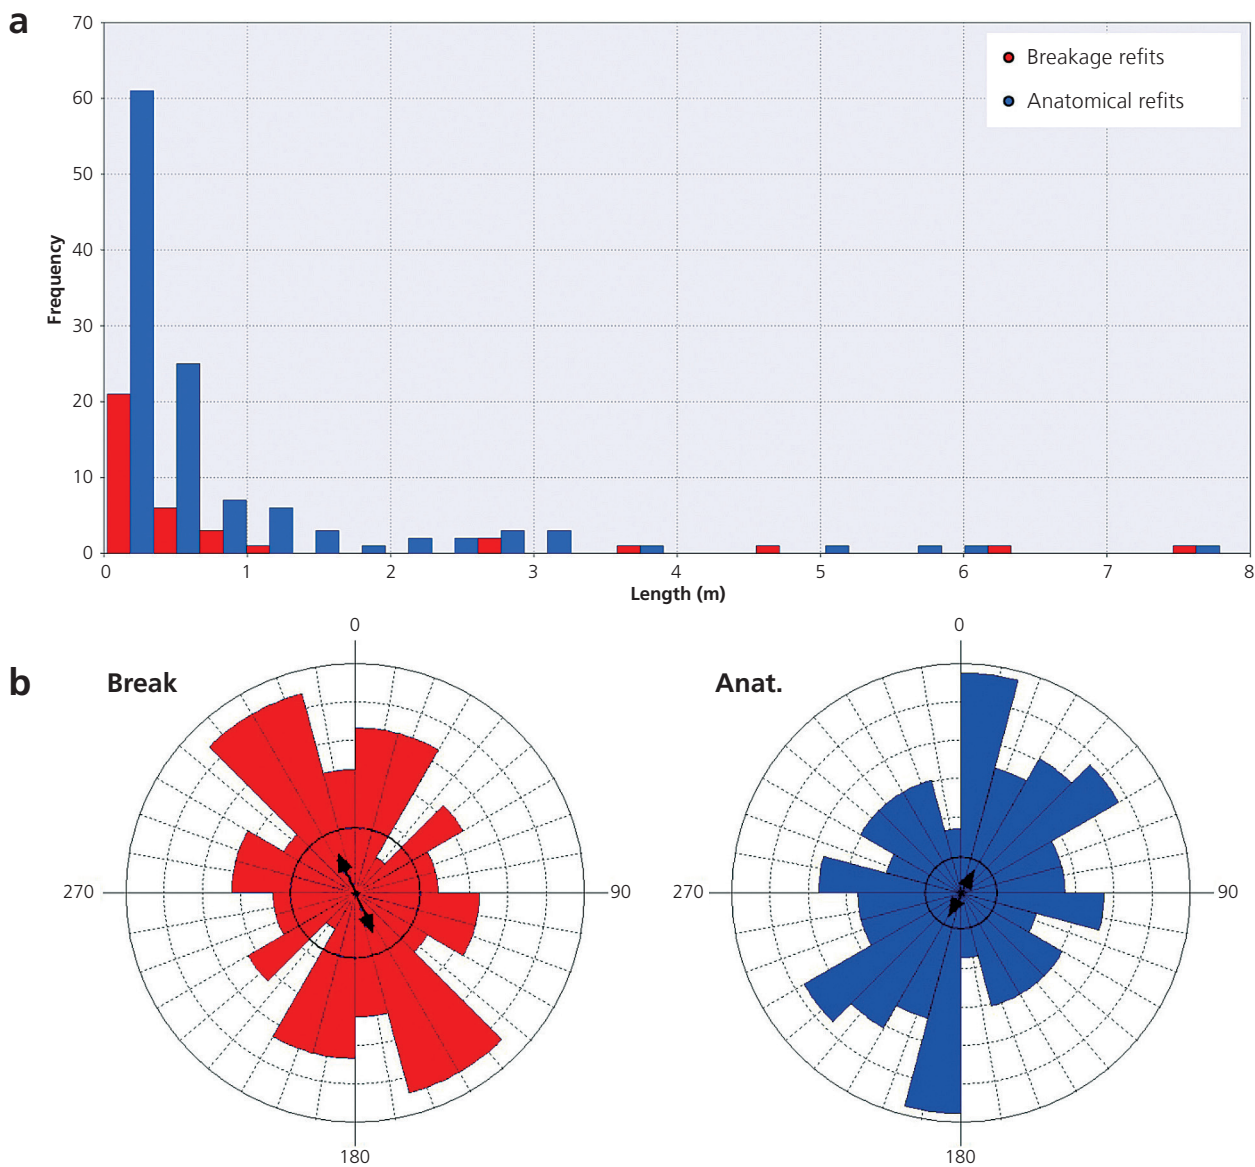 a
70
60
50
40
30
20
10
0
Frequency
Breakage refits
Anatomical refits
0 1 2 3 4 5 6 7 8
Length (m)
b
Break
0
270
90
180
Anat.
0
270
90
180